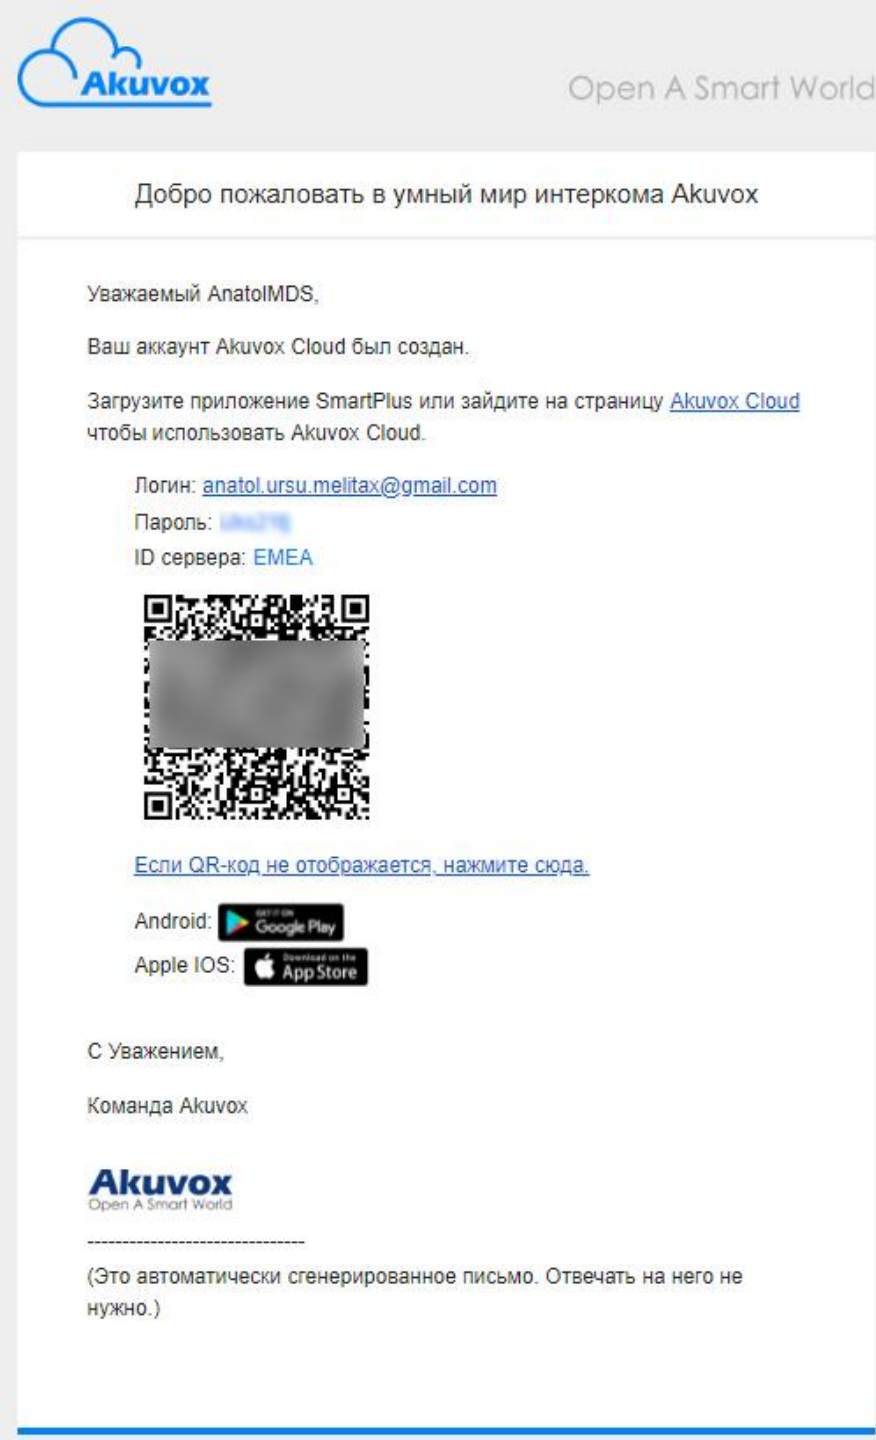 Akuvox
Open A Smart World
Добро пожаловать в умный мир интеркома Akuvox
Уважаемый AnatolMDS,
Ваш аккаунт Akuvox Cloud был создан.
Загрузите приложение SmartPlus или зайдите на страницу Akuvox Cloud
чтобы использовать Akuvox Cloud.
Логин: anatol.ursu.melitax@gmail.com
Пароль:
ID сервера: EMEA
Если QR-код не отображается, нажмите сюда.
Android: GET IT ON Google Play
Apple IOS: Download on the App Store
С Уважением,
Команда Akuvox
Akuvox
Open A Smart World
-------------------------------
(Это автоматически сгенерированное письмо. Отвечать на него не
нужно.)